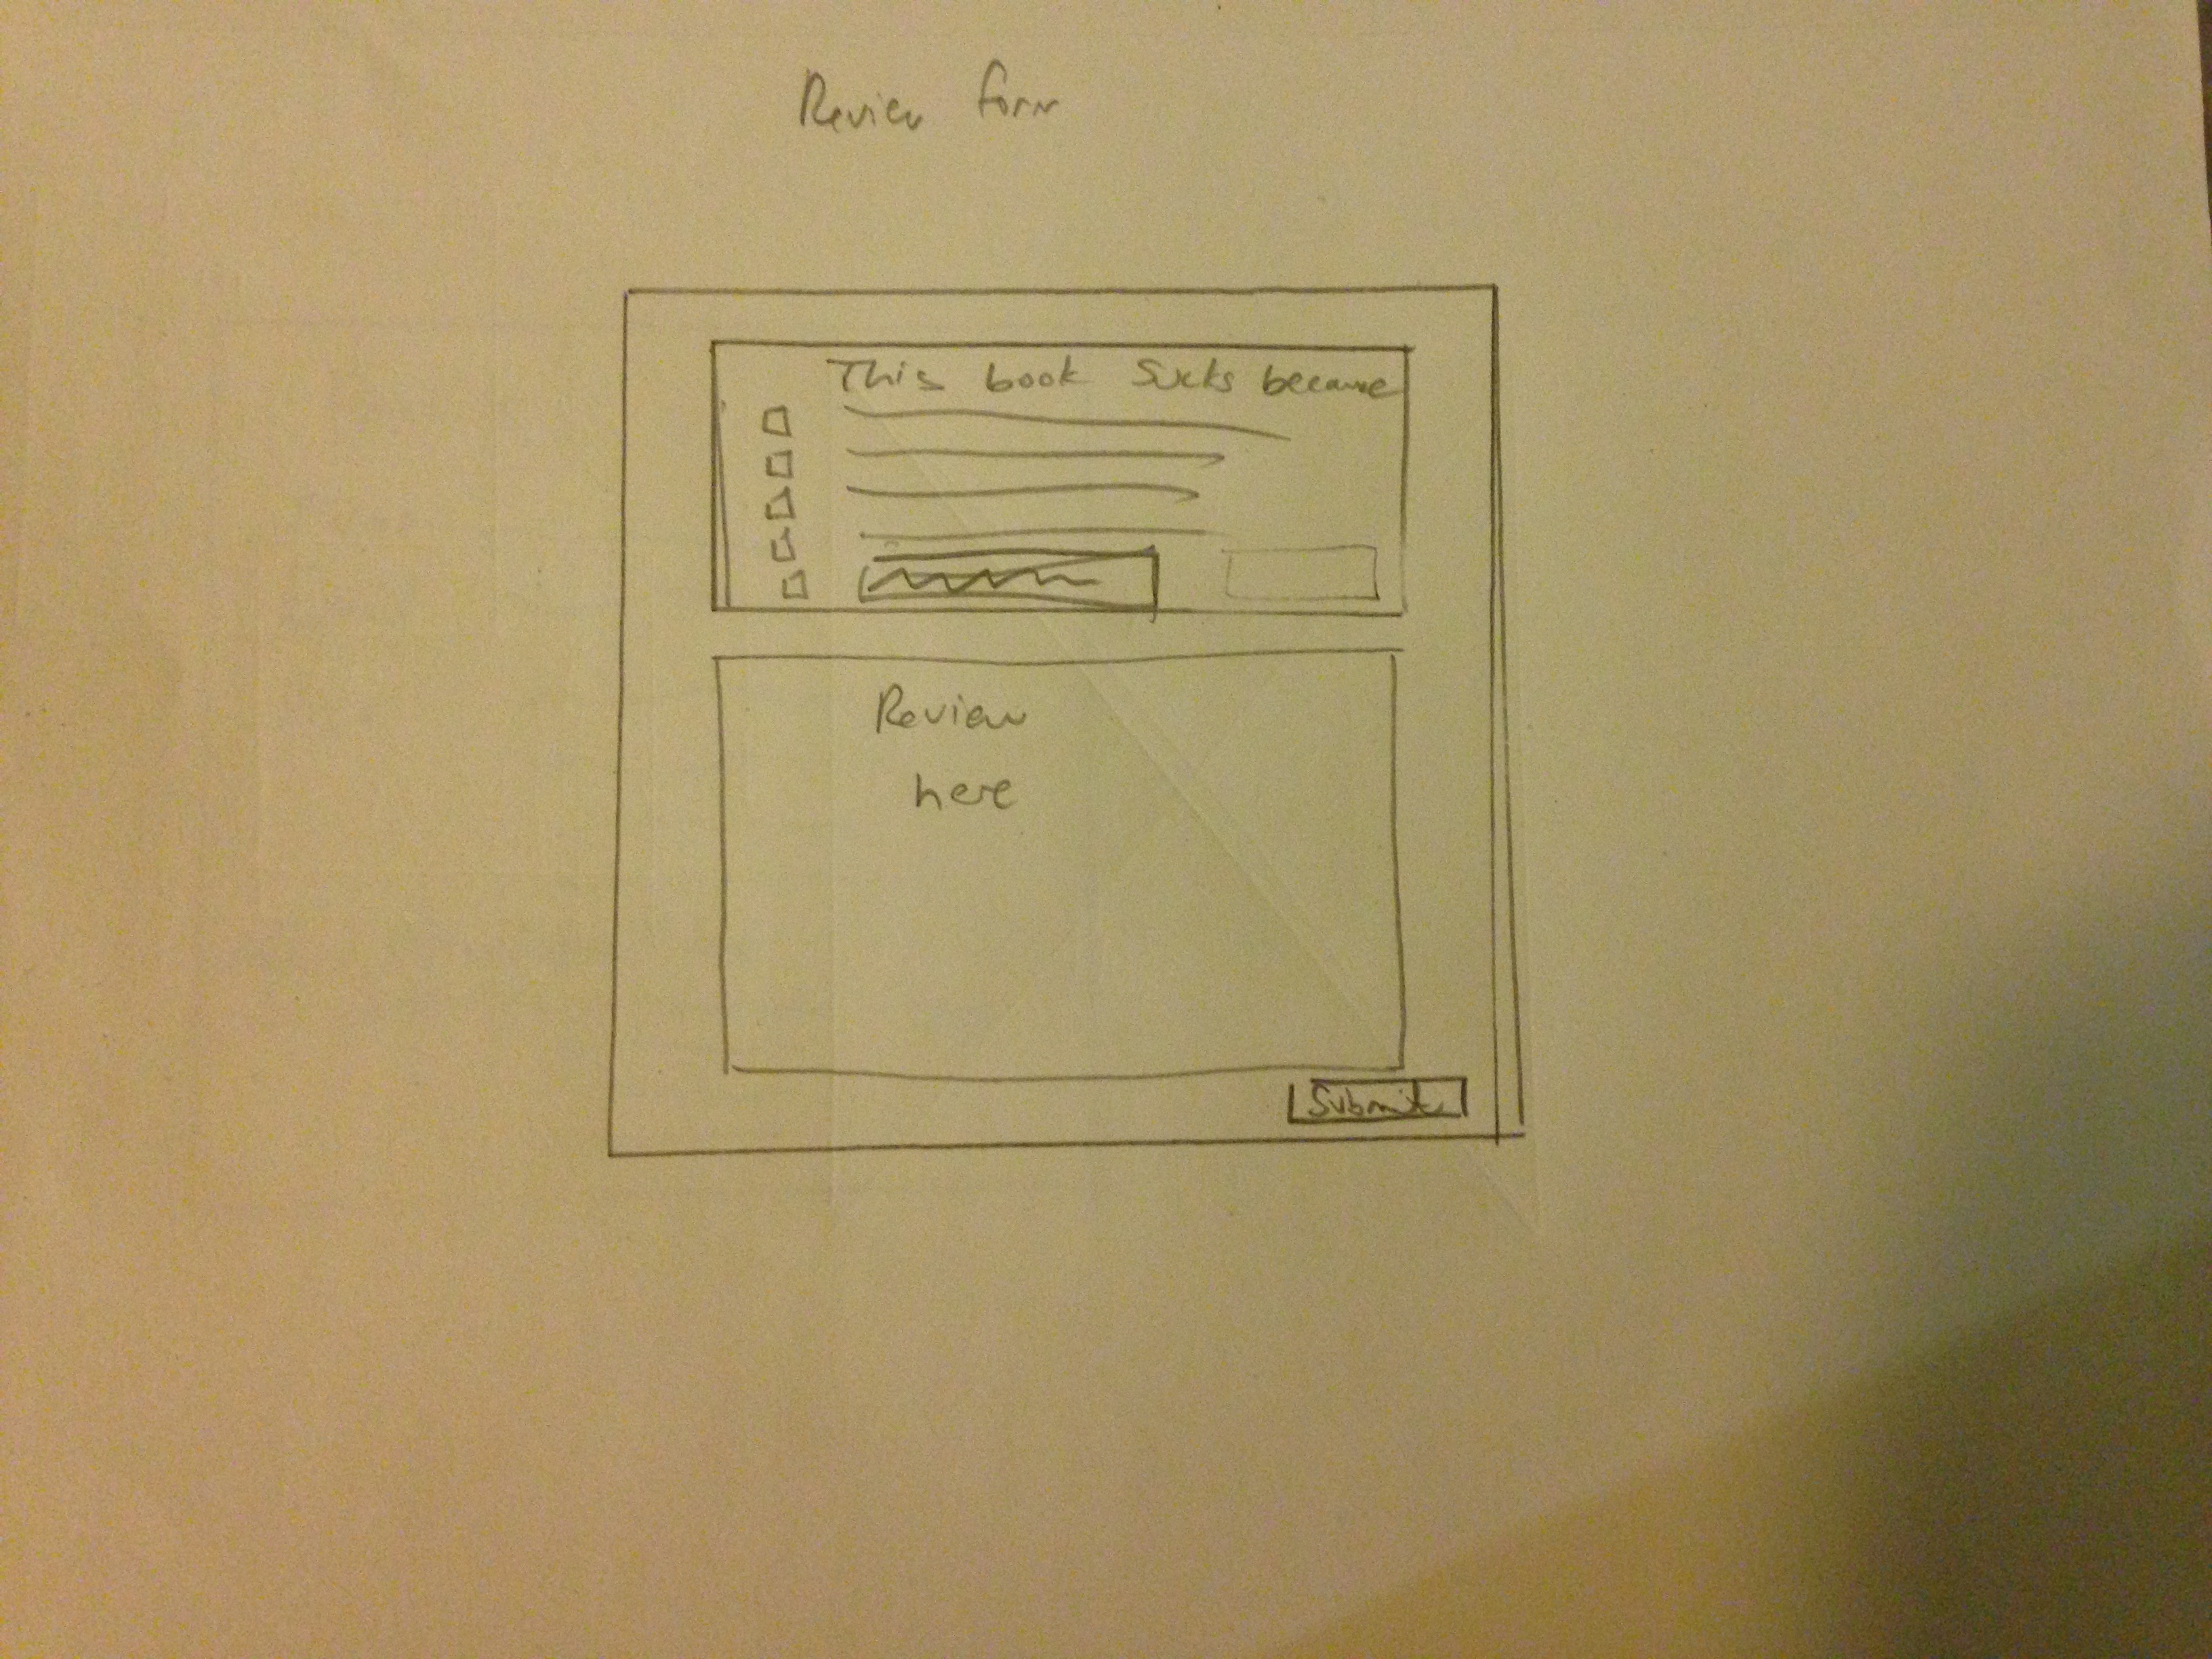 Review form
This book Sucks because
Review
here
Submit